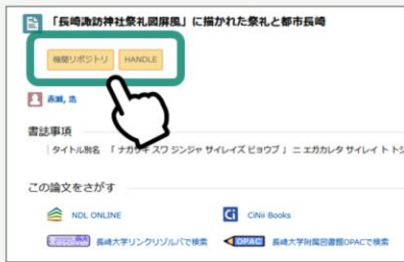 「長崎諏訪神社祭礼図屏風」に描かれた祭礼と都市長崎
機関リポジトリ HANDLE
赤瀬, 浩
書誌事項
タイトル別名 「ナガサキ スワ ジンジャ サイレイズ ビョウブ 」 ニ エガカレタ サイレイ ト トシ
この論文をさがす
NDL ONLINE
CiNii Books
長崎大学リンクリゾルバで検索
OPAC 長崎大学附属図書館OPACで検索